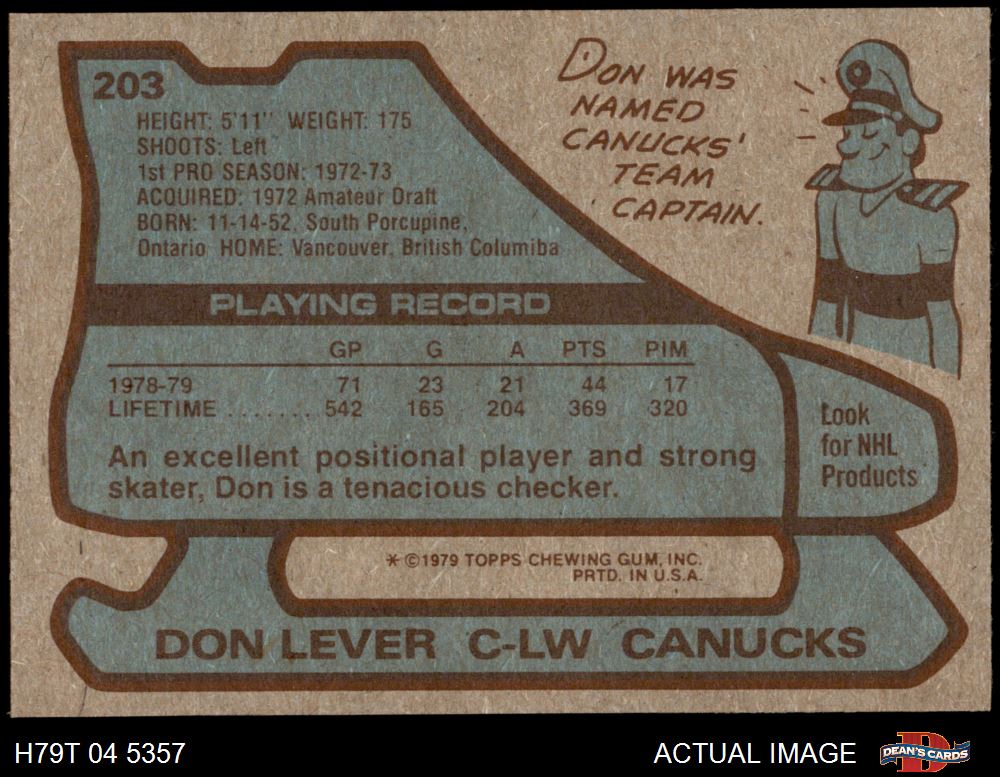 203
HEIGHT: 5'11" WEIGHT: 175
SHOOTS: Left
1st PRO SEASON: 1972-73
ACQUIRED: 1972 Amateur Draft
BORN: 11-14-52, South Porcupine,
Ontario HOME: Vancouver, British Columiba
DON WAS
NAMED
CANUCKS'
TEAM
CAPTAIN.
PLAYING RECORD
GP G A PTS PIM
1978-79 71 23 21 44 17
LIFETIME ....... 542 165 204 369 320
An excellent positional player and strong
skater, Don is a tenacious checker.
Look
for NHL
Products
* ©1979 TOPPS CHEWING GUM, INC.
PRTD. IN U.S.A.
DON LEVER C-LW CANUCKS
H79T 04 5357 ACTUAL IMAGE D DEAN'S CARDS